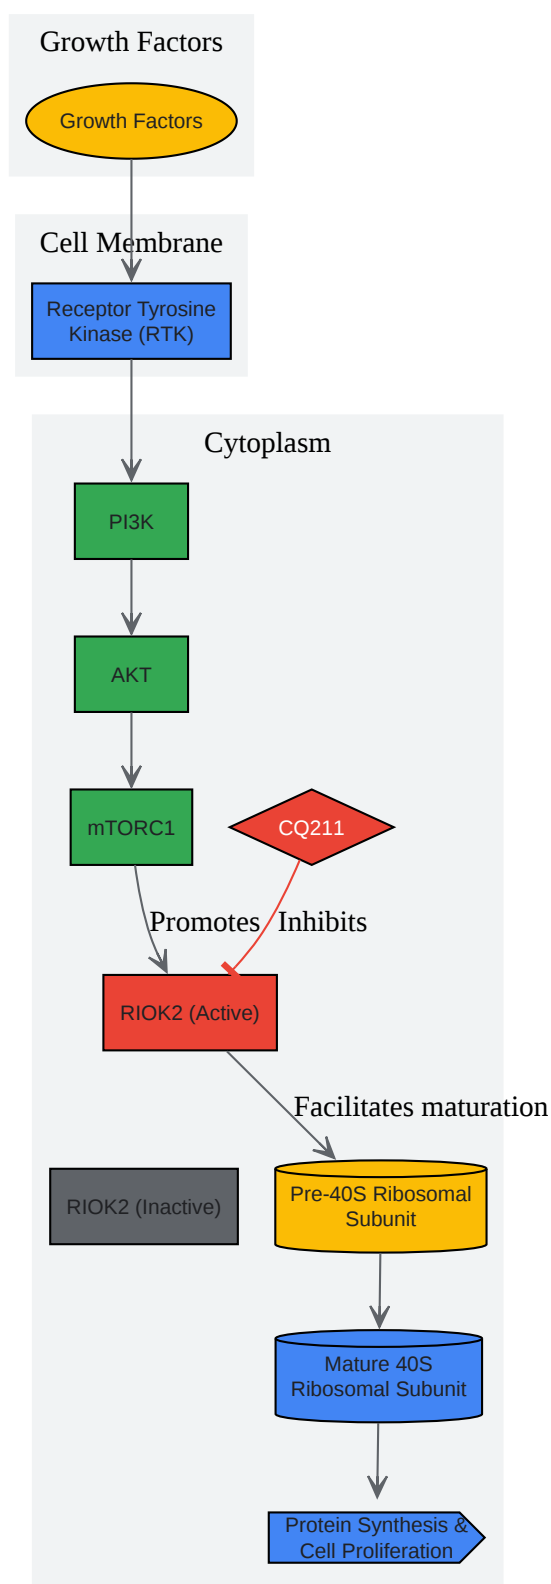 Growth Factors
Growth Factors
Cell Membrane
Receptor Tyrosine
Kinase (RTK)
Cytoplasm
PI3K
AKT
mTORC1
CQ211
Promotes
Inhibits
RIOK2 (Active)
Facilitates maturation
RIOK2 (Inactive)
Pre-40S Ribosomal
Subunit
Mature 40S
Ribosomal Subunit
Protein Synthesis &
Cell Proliferation